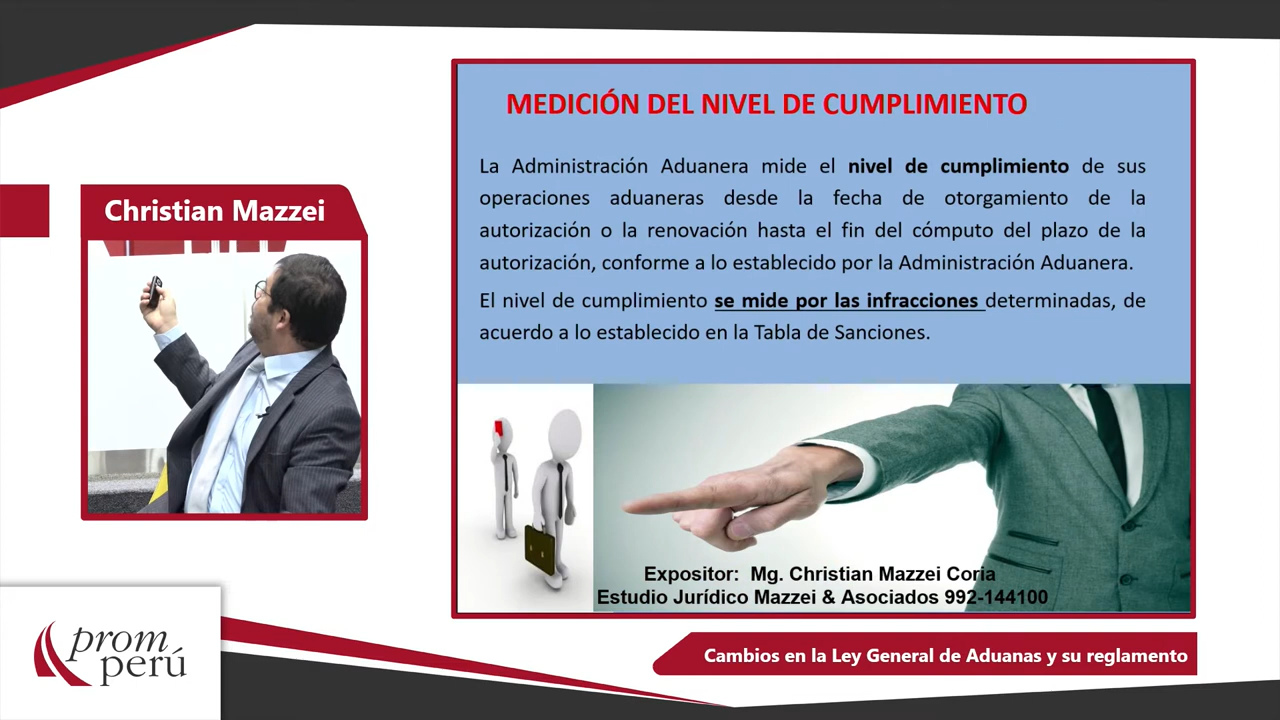 Christian Mazzei
MEDICIÓN DEL NIVEL DE CUMPLIMIENTO
La Administración Aduanera mide el nivel de cumplimiento de sus
operaciones aduaneras desde la fecha de otorgamiento de la
autorización o la renovación hasta el fin del cómputo del plazo de la
autorización, conforme a lo establecido por la Administración Aduanera.
El nivel de cumplimiento se mide por las infracciones determinadas, de
acuerdo a lo establecido en la Tabla de Sanciones.
Expositor: Mg. Christian Mazzei Coria
Estudio Jurídico Mazzei & Asociados 992-144100
prom
perú
Cambios en la Ley General de Aduanas y su reglamento